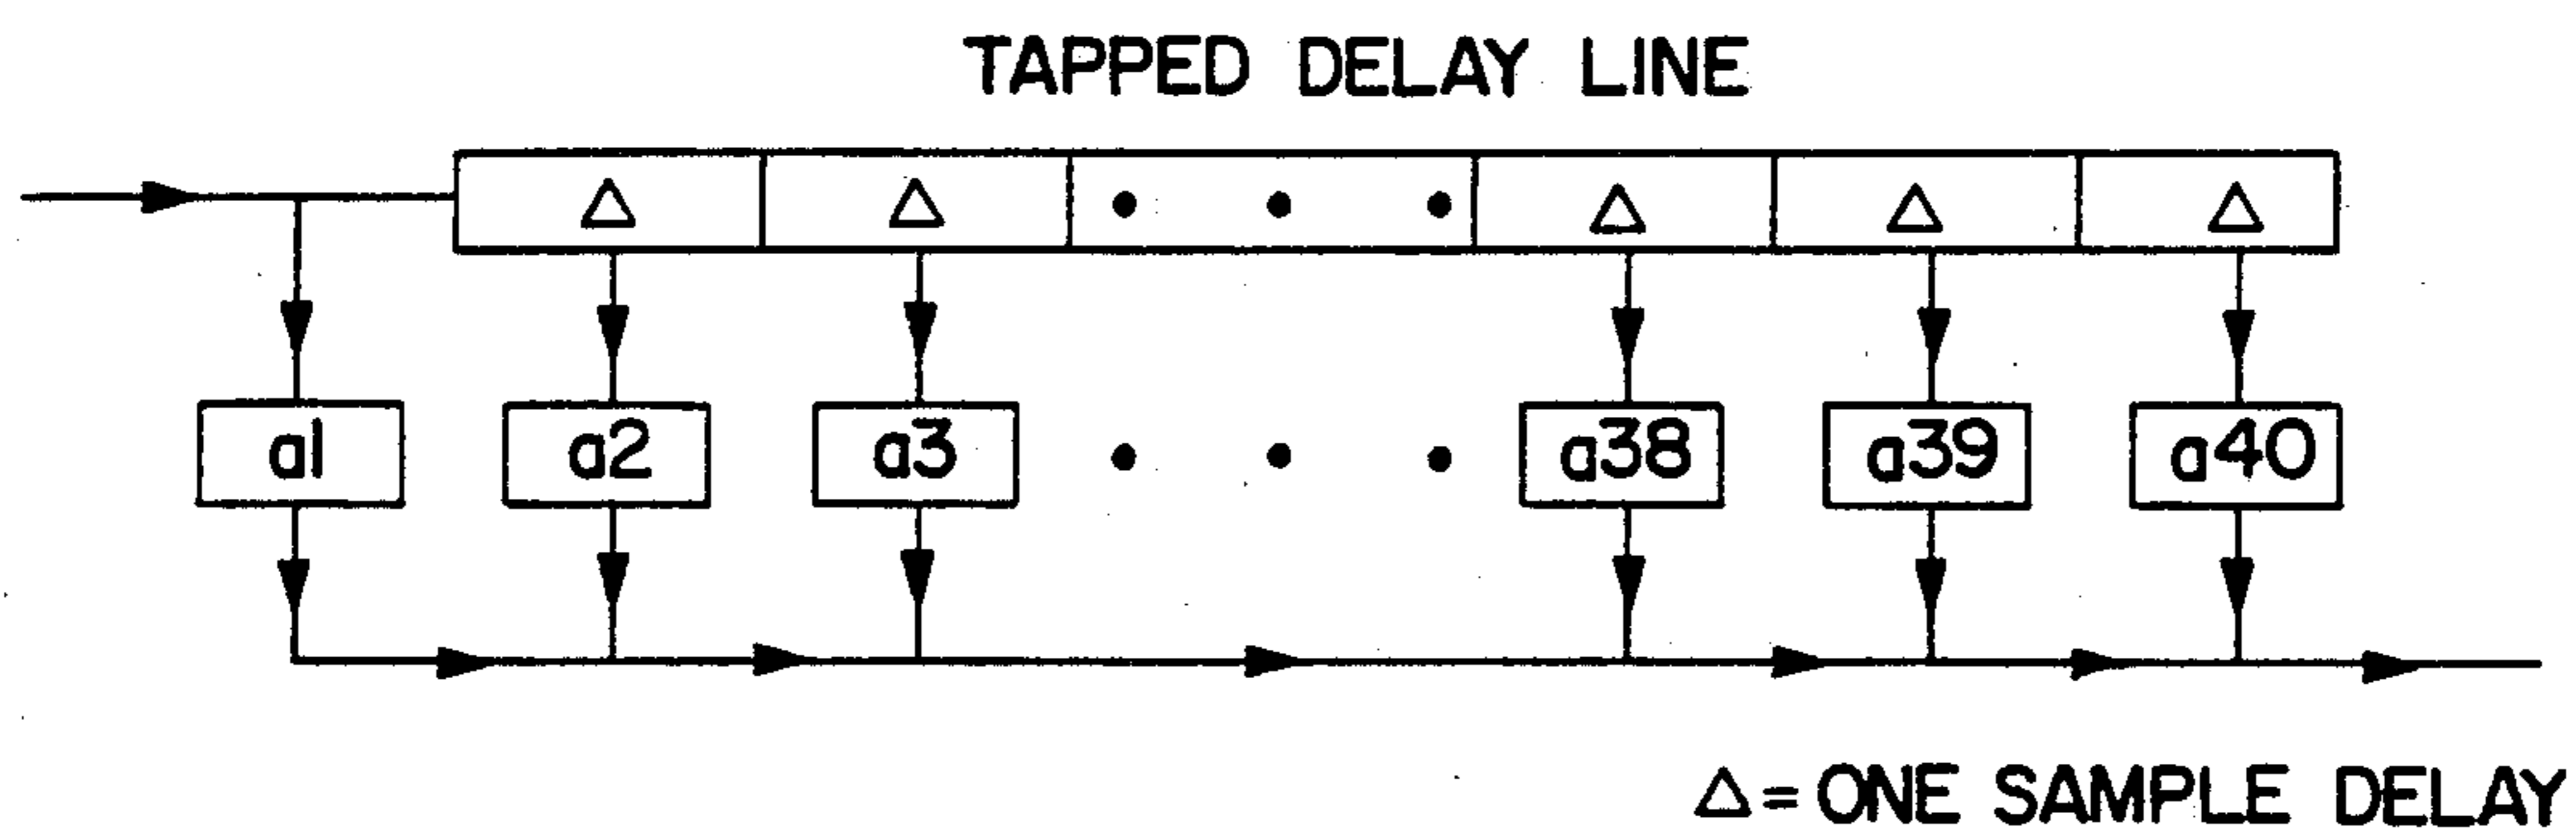 TAPPED DELAY LINE
Δ Δ • • • Δ Δ Δ
a1 a2 a3 • • • a38 a39 a40
Δ = ONE SAMPLE DELAY